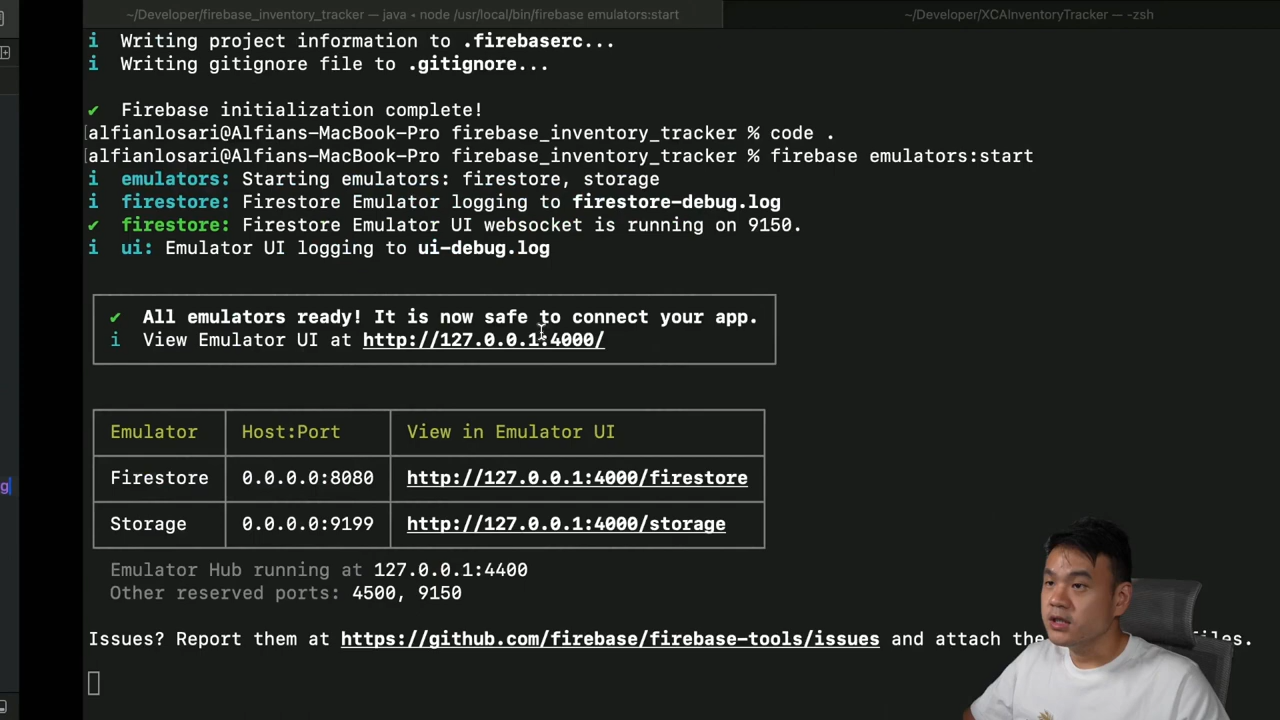 ~/Developer/firebase_inventory_tracker — java ◂ node /usr/local/bin/firebase emulators:start
~/Developer/XCAInventoryTracker — -zsh
i Writing project information to .firebaserc...
i Writing gitignore file to .gitignore...
✔ Firebase initialization complete!
[alfianlosari@Alfians-MacBook-Pro firebase_inventory_tracker % code .
[alfianlosari@Alfians-MacBook-Pro firebase_inventory_tracker % firebase emulators:start
i emulators: Starting emulators: firestore, storage
i firestore: Firestore Emulator logging to firestore-debug.log
✔ firestore: Firestore Emulator UI websocket is running on 9150.
i ui: Emulator UI logging to ui-debug.log
✔ All emulators ready! It is now safe to connect your app.
i View Emulator UI at http://127.0.0.1:4000/
Emulator Host:Port View in Emulator UI
Firestore 0.0.0.0:8080 http://127.0.0.1:4000/firestore
Storage 0.0.0.0:9199 http://127.0.0.1:4000/storage
g
Emulator Hub running at 127.0.0.1:4400
Other reserved ports: 4500, 9150
Issues? Report them at https://github.com/firebase/firebase-tools/issues and attach the